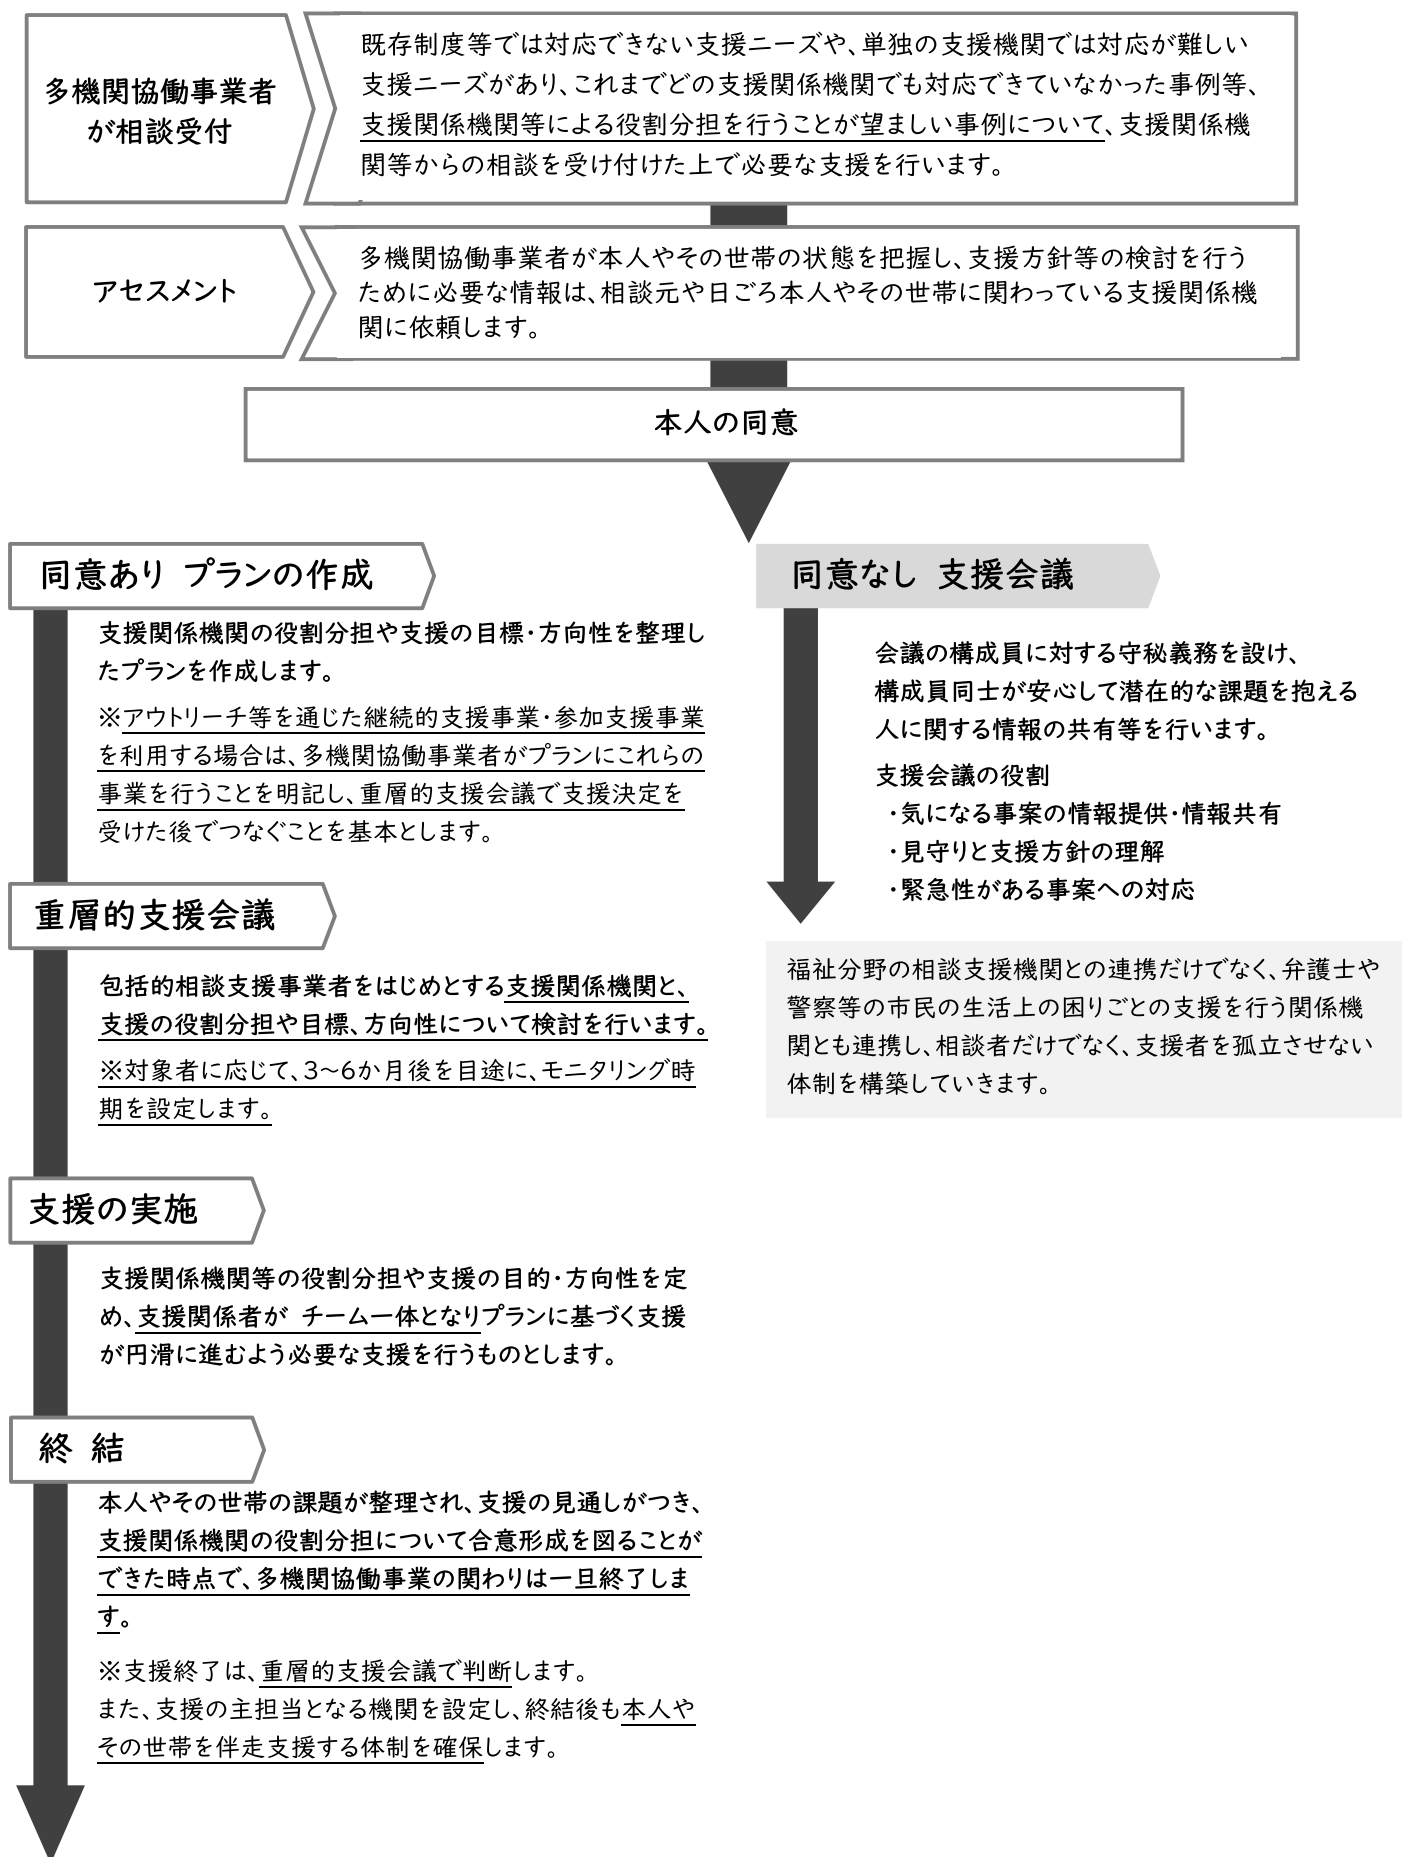 多機関協働事業者
が相談受付
既存制度等では対応できない支援ニーズや、単独の支援機関では対応が難しい
支援ニーズがあり、これまでどの支援関係機関でも対応できていなかった事例等、
支援関係機関等による役割分担を行うことが望ましい事例について、支援関係機
関等からの相談を受け付けた上で必要な支援を行います。
アセスメント
多機関協働事業者が本人やその世帯の状態を把握し、支援方針等の検討を行う
ために必要な情報は、相談元や日ごろ本人やその世帯に関わっている支援関係機
関に依頼します。
本人の同意
同意あり プランの作成
支援関係機関の役割分担や支援の目標・方向性を整理し
たプランを作成します。
※アウトリーチ等を通じた継続的支援事業・参加支援事業
を利用する場合は、多機関協働事業者がプランにこれらの
事業を行うことを明記し、重層的支援会議で支援決定を
受けた後でつなぐことを基本とします。
重層的支援会議
包括的相談支援事業者をはじめとする支援関係機関と、
支援の役割分担や目標、方向性について検討を行います。
※対象者に応じて、3~6か月後を目途に、モニタリング時
期を設定します。
支援の実施
支援関係機関等の役割分担や支援の目的・方向性を定
め、支援関係者が チーム一体となりプランに基づく支援
が円滑に進むよう必要な支援を行うものとします。
終 結
本人やその世帯の課題が整理され、支援の見通しがつき、
支援関係機関の役割分担について合意形成を図ることが
できた時点で、多機関協働事業の関わりは一旦終了しま
す。
※支援終了は、重層的支援会議で判断します。
また、支援の主担当となる機関を設定し、終結後も本人や
その世帯を伴走支援する体制を確保します。
同意なし 支援会議
会議の構成員に対する守秘義務を設け、
構成員同士が安心して潜在的な課題を抱える
人に関する情報の共有等を行います。
支援会議の役割
・気になる事案の情報提供・情報共有
・見守りと支援方針の理解
・緊急性がある事案への対応
福祉分野の相談支援機関との連携だけでなく、弁護士や
警察等の市民の生活上の困りごとの支援を行う関係機
関とも連携し、相談者だけでなく、支援者を孤立させない
体制を構築していきます。